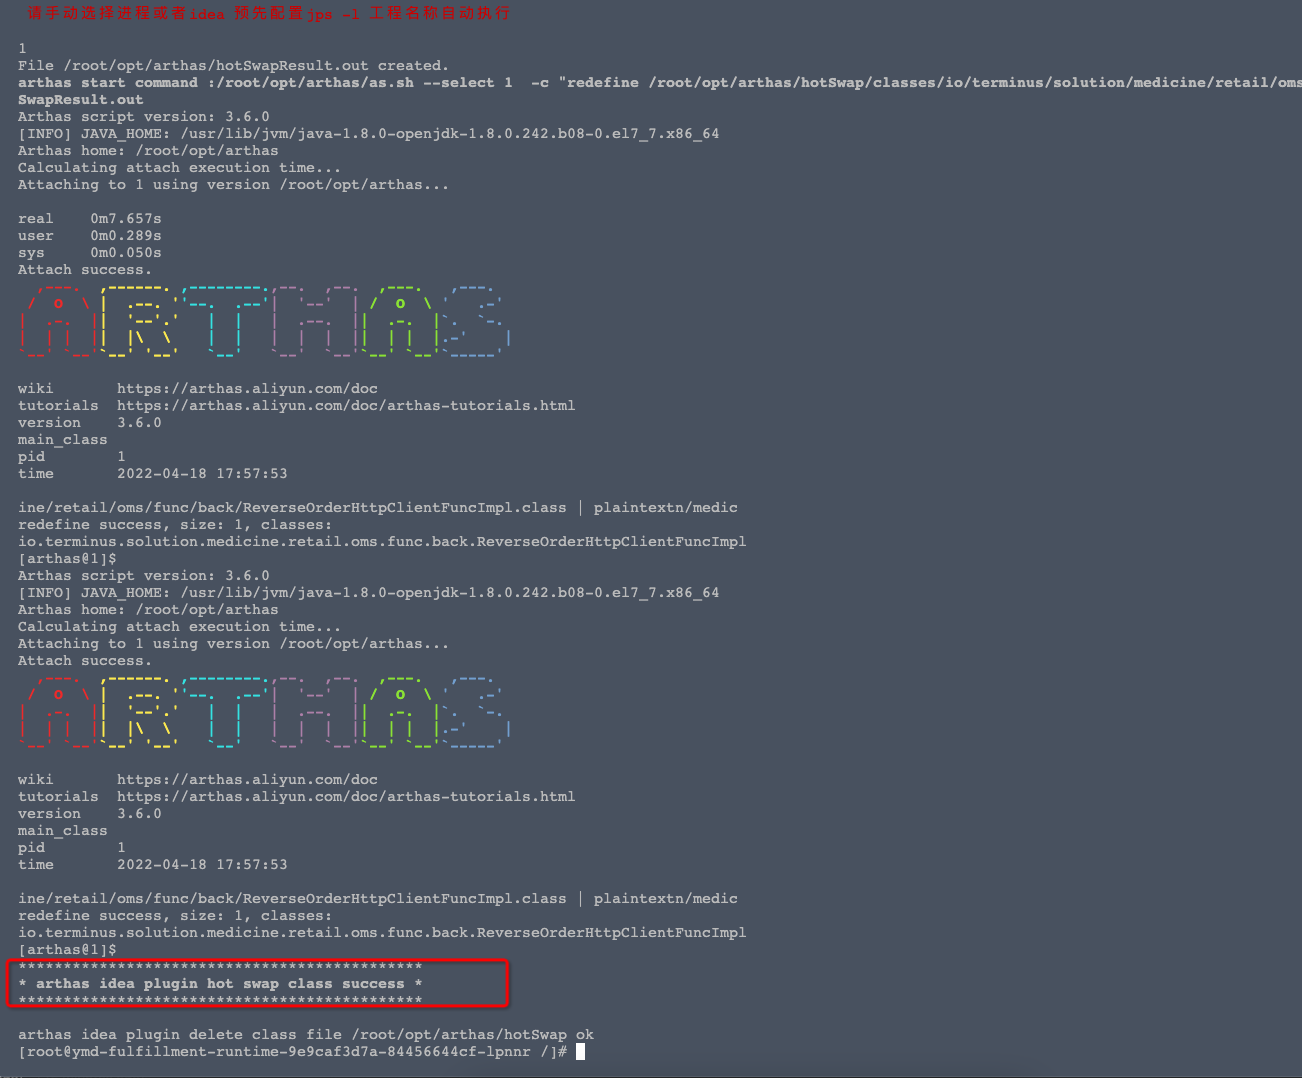 请手动选择进程或者idea 预先配置jps -l 工程名称自动执行
1
File /root/opt/arthas/hotSwapResult.out created.
arthas start command :/root/opt/arthas/as.sh --select 1  -c "redefine /root/opt/arthas/hotSwap/classes/io/terminus/solution/medicine/retail/oms
SwapResult.out
Arthas script version: 3.6.0
[INFO] JAVA_HOME: /usr/lib/jvm/java-1.8.0-openjdk-1.8.0.242.b08-0.el7_7.x86_64
Arthas home: /root/opt/arthas
Calculating attach execution time...
Attaching to 1 using version /root/opt/arthas...
real    0m7.657s
user    0m0.289s
sys     0m0.050s
Attach success.
ARTHAS
wiki       https://arthas.aliyun.com/doc
tutorials  https://arthas.aliyun.com/doc/arthas-tutorials.html
version    3.6.0
main_class
pid        1
time       2022-04-18 17:57:53
ine/retail/oms/func/back/ReverseOrderHttpClientFuncImpl.class | plaintextn/medic
redefine success, size: 1, classes:
io.terminus.solution.medicine.retail.oms.func.back.ReverseOrderHttpClientFuncImpl
[arthas@1]$
Arthas script version: 3.6.0
[INFO] JAVA_HOME: /usr/lib/jvm/java-1.8.0-openjdk-1.8.0.242.b08-0.el7_7.x86_64
Arthas home: /root/opt/arthas
Calculating attach execution time...
Attaching to 1 using version /root/opt/arthas...
Attach success.
ARTHAS
wiki       https://arthas.aliyun.com/doc
tutorials  https://arthas.aliyun.com/doc/arthas-tutorials.html
version    3.6.0
main_class
pid        1
time       2022-04-18 17:57:53
ine/retail/oms/func/back/ReverseOrderHttpClientFuncImpl.class | plaintextn/medic
redefine success, size: 1, classes:
io.terminus.solution.medicine.retail.oms.func.back.ReverseOrderHttpClientFuncImpl
[arthas@1]$
*********************************************
* arthas idea plugin hot swap class success *
*********************************************
arthas idea plugin delete class file /root/opt/arthas/hotSwap ok
[root@ymd-fulfillment-runtime-9e9caf3d7a-84456644cf-lpnnr /]#